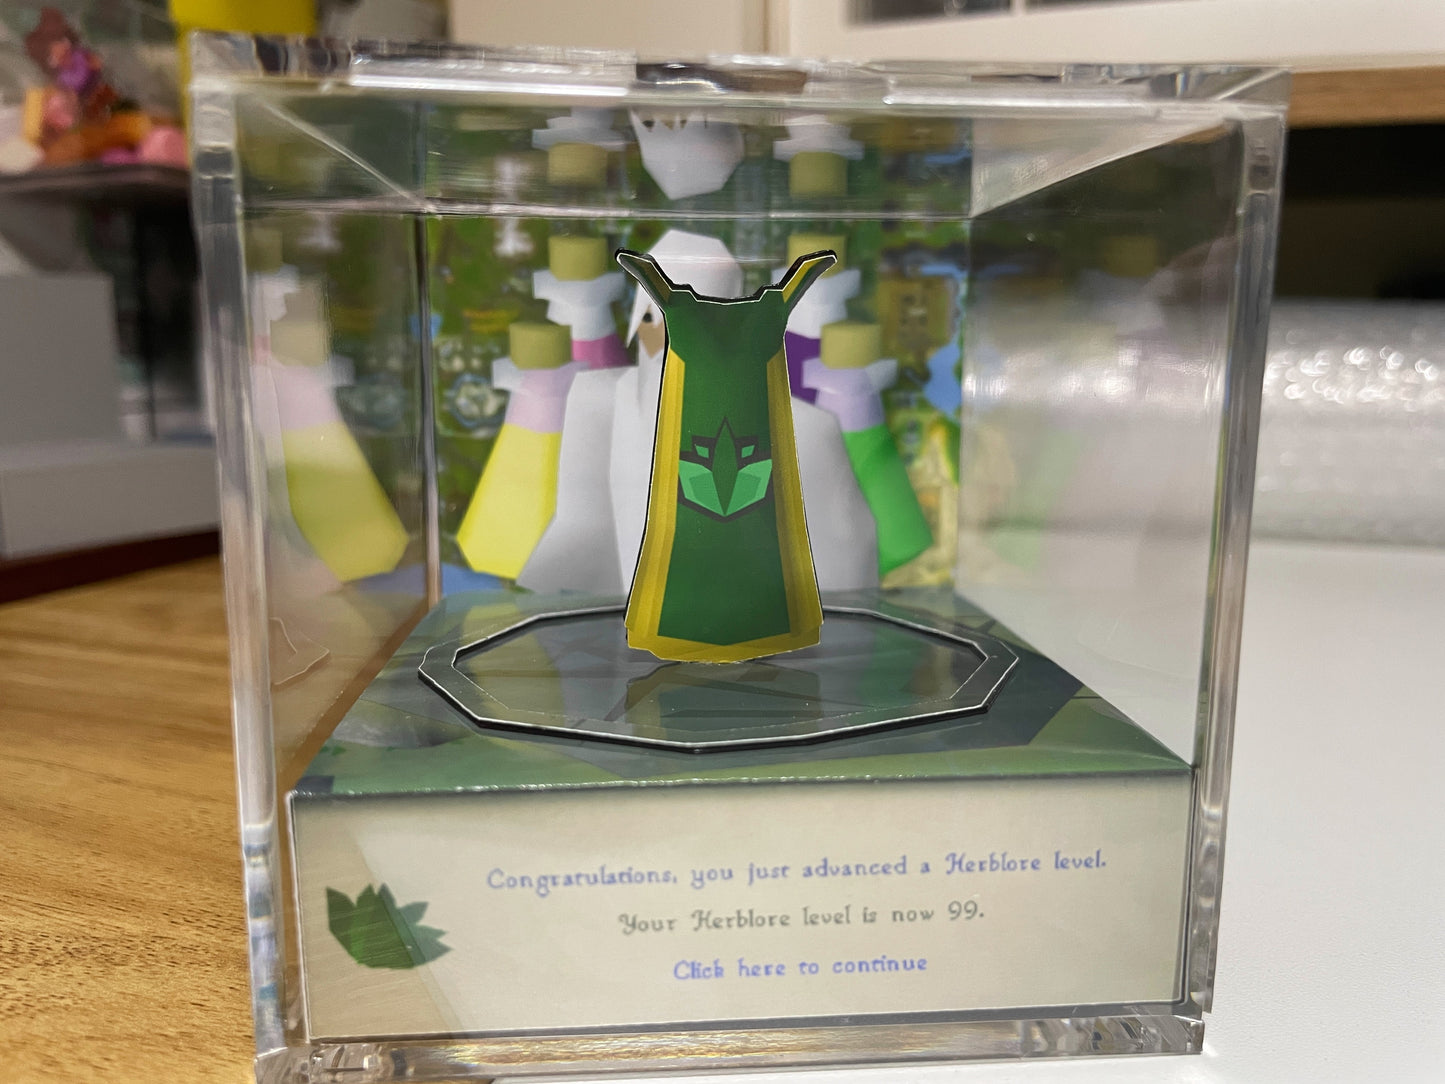 Congratulations, you just advanced a Herblore level.
Your Herblore level is now 99.
Click here to continue